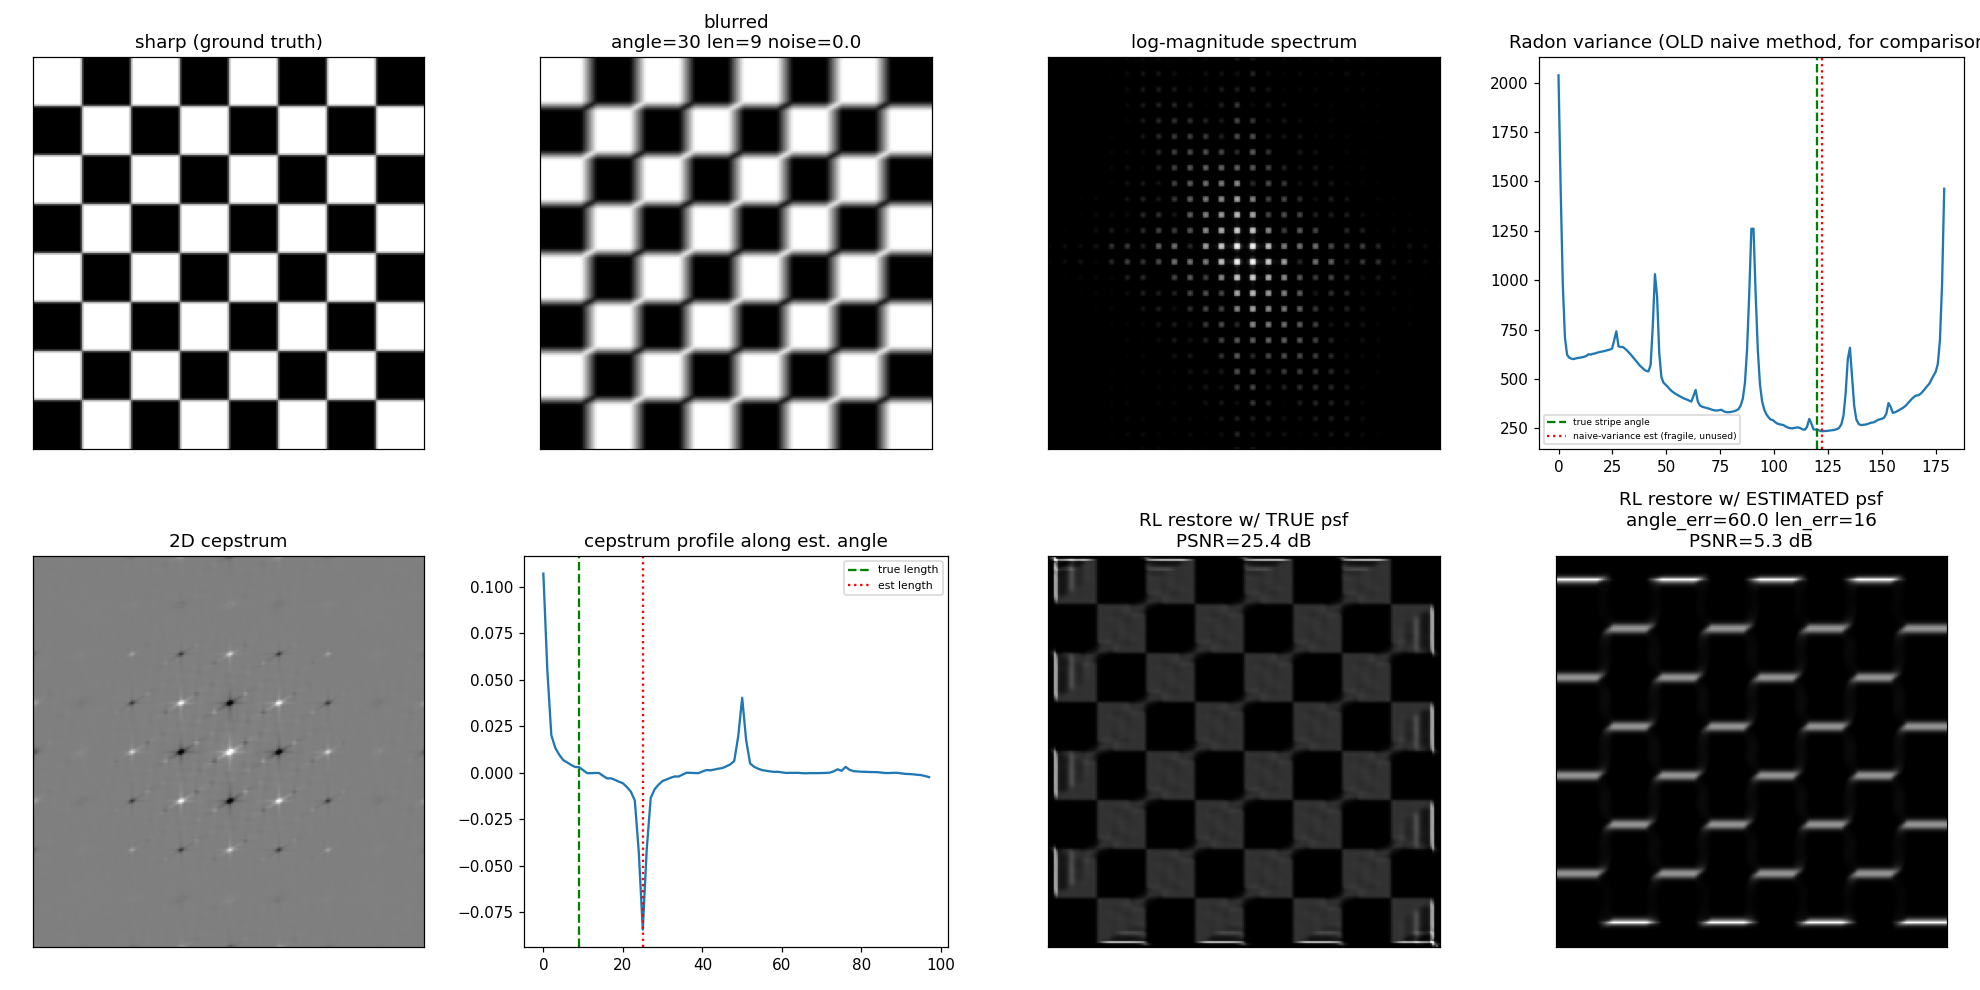 sharp (ground truth)
blurred
angle=30 len=9 noise=0.0
log-magnitude spectrum
Radon variance (OLD naive method, for comparison
2000
1750
1500
1250
1000
750
500
250
true stripe angle
naive-variance est (fragile, unused)
0
25
50
75
100
125
150
175
2D cepstrum
cepstrum profile along est. angle
0.100
0.075
0.050
0.025
0.000
−0.025
−0.050
−0.075
true length
est length
0
20
40
60
80
100
RL restore w/ TRUE psf
PSNR=25.4 dB
RL restore w/ ESTIMATED psf
angle_err=60.0 len_err=16
PSNR=5.3 dB